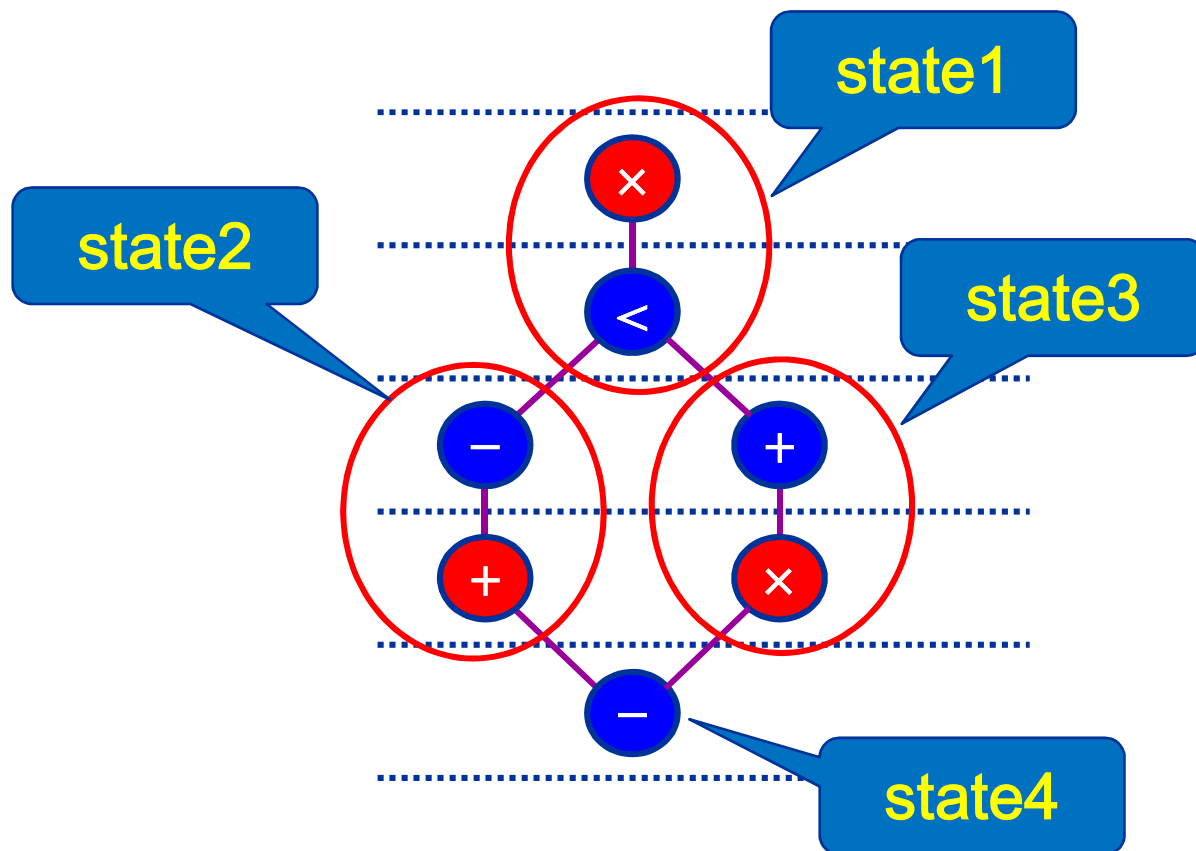 state1
×
state2
<
state3
− +
+ ×
−
state4